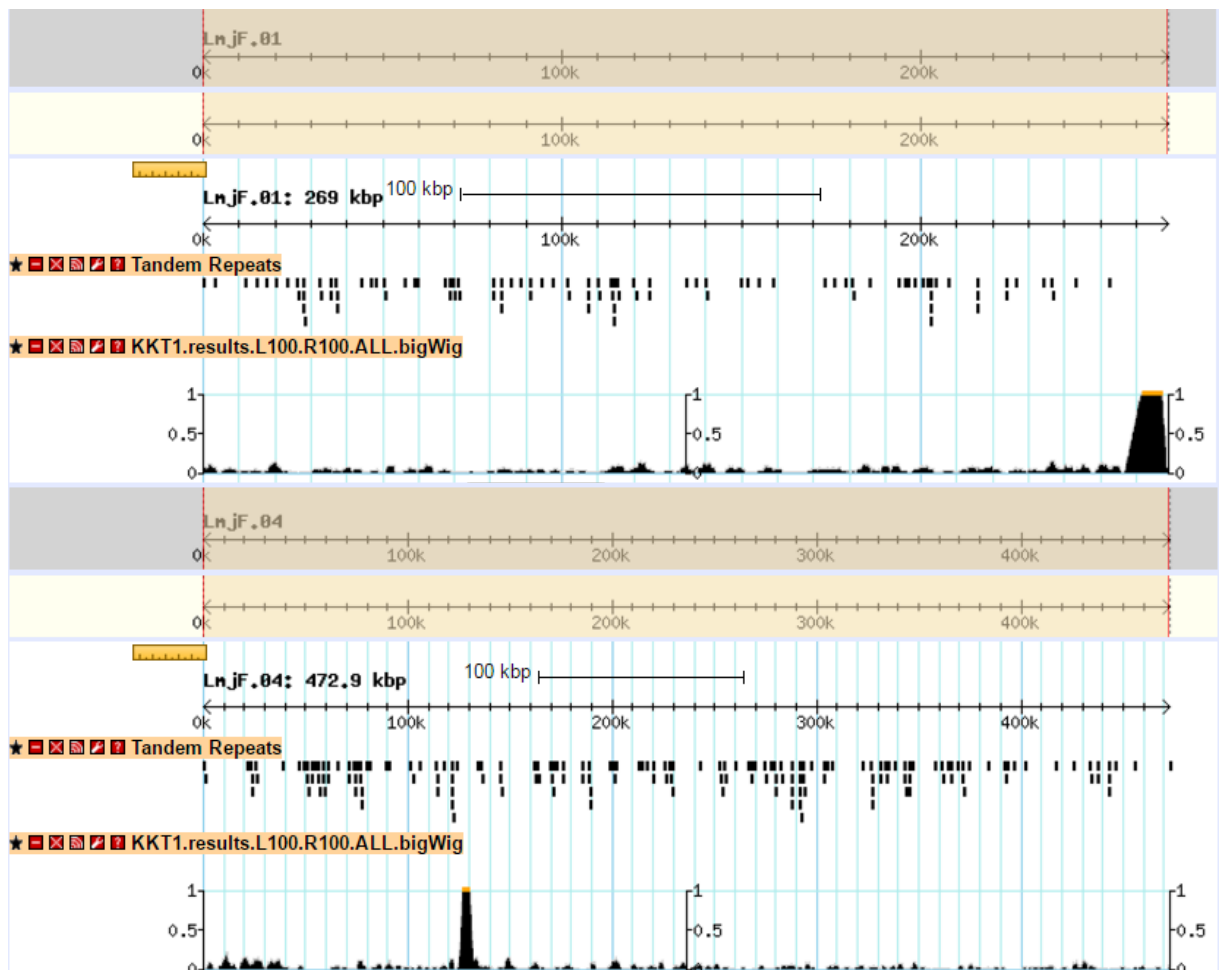 LmjF.01
0k 100k 200k
0k 100k 200k
100 kbp
LmjF.01: 269 kbp
0k 100k 200k
Tandem Repeats
KKT1.results.L100.R100.ALL.bigWig
1 1 1
0.5 0.5 0.5
0 0 0
LmjF.04
0k 100k 200k 300k 400k
0k 100k 200k 300k 400k
100 kbp
LmjF.04: 472.9 kbp
0k 100k 200k 300k 400k
Tandem Repeats
KKT1.results.L100.R100.ALL.bigWig
1 1 1
0.5 0.5 0.5
0 0 0